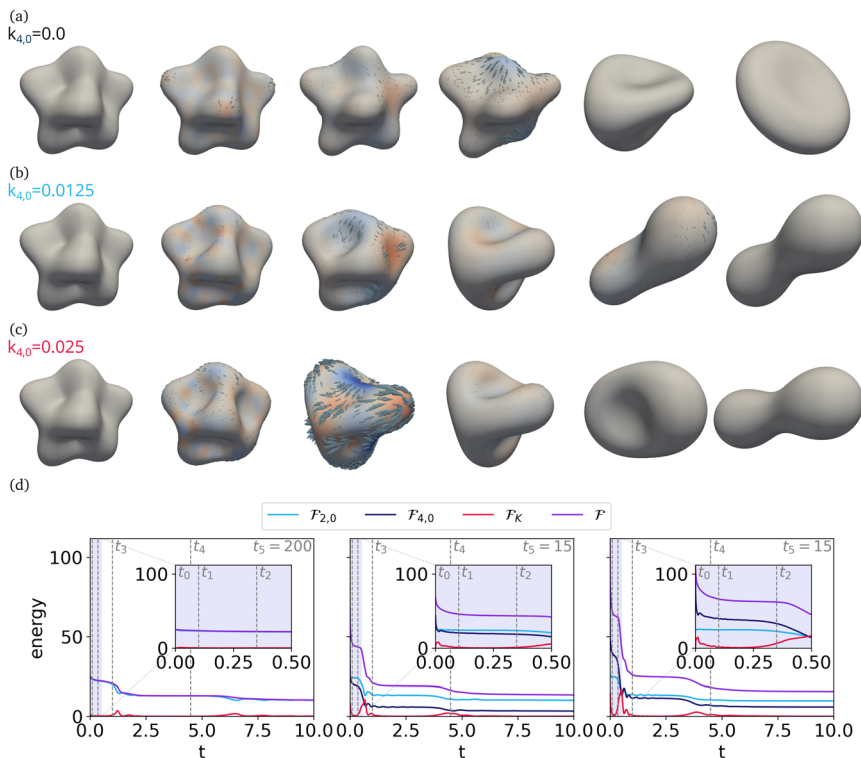 (a)
k4,0=0.0
(b)
k4,0=0.0125
(c)
k4,0=0.025
(d)
ℱ2,0 ℱ4,0 ℱK ℱ
energy
100
50
0
t3 t4 t5 = 200
100
0
t0 t1 t2
0.00 0.25 0.50
0.0 2.5 5.0 7.5 10.0
t
t3 t4 t5 = 15
100
0
t0 t1 t2
0.00 0.25 0.50
0.0 2.5 5.0 7.5 10.0
t
t3 t4 t5 = 15
100
0
t0 t1 t2
0.00 0.25 0.50
0.0 2.5 5.0 7.5 10.0
t